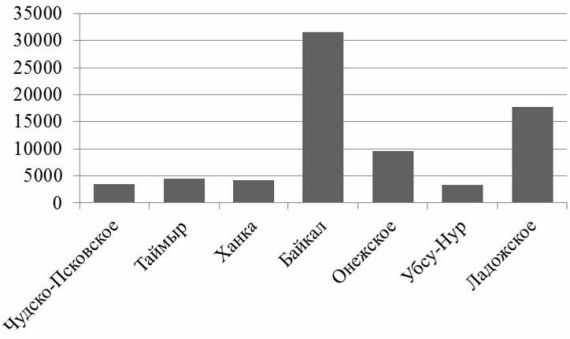 35000
30000
25000
20000
15000
10000
5000
0
Чудско-Псковское
Таймыр
Ханка
Байкал
Онежское
Убсу-Нур
Ладожское